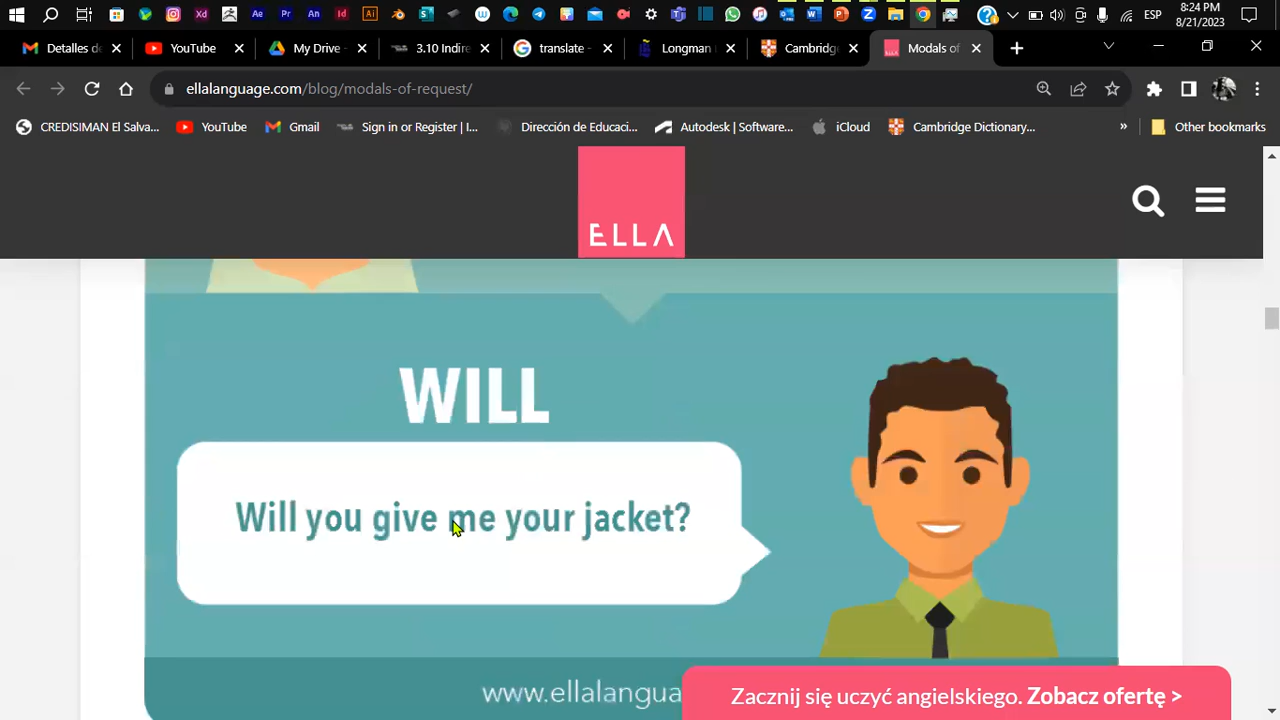 ESP
8:24 PM
8/21/2023
Detalles de
YouTube
My Drive -
3.10 Indire
translate -
Longman
Cambridg
Modals of
ellalanguage.com/blog/modals-of-request/
CREDISIMAN El Salva...
YouTube
Gmail
Sign in or Register | I...
Dirección de Educaci...
Autodesk | Software...
iCloud
Cambridge Dictionary...
»
Other bookmarks
ELLA
WILL
Will you give me your jacket?
www.ellalangua
Zacznij się uczyć angielskiego. Zobacz ofertę >